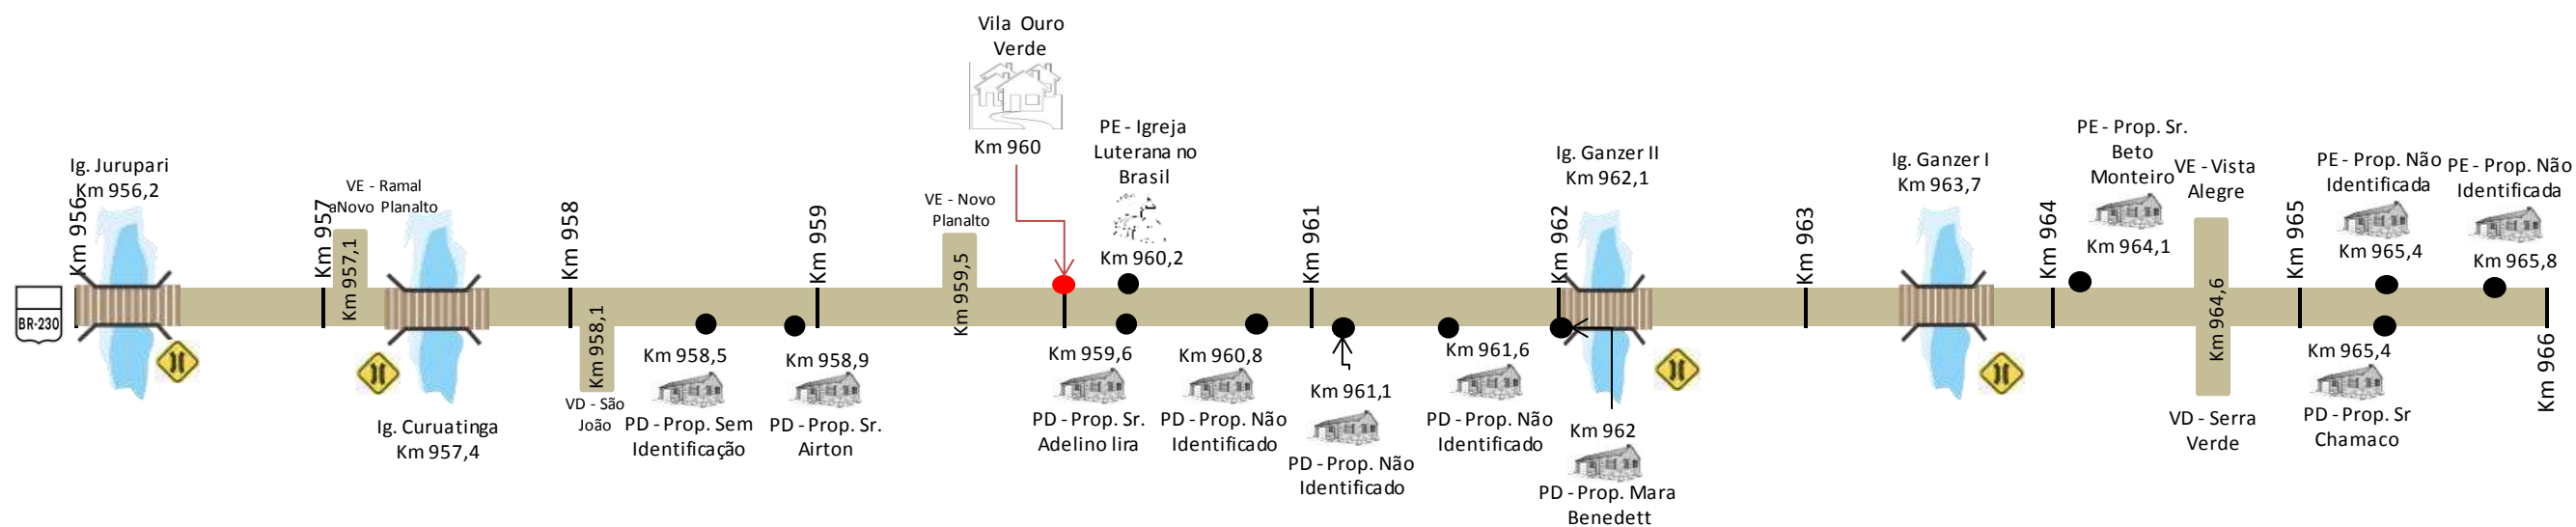 Vila Ouro
Verde
Km 960
PE - Igreja
Luterana no
Brasil
Km 960,2
Ig. Jurupari
Km 956,2
VE - Ramal
aNovo Planalto
VE - Novo
Planalto
Ig. Ganzer II
Km 962,1
Ig. Ganzer I
Km 963,7
PE - Prop. Sr.
Beto
Monteiro
Km 964,1
VE - Vista
Alegre
PE - Prop. Não
Identificada
Km 965,4
PE - Prop. Não
Identificada
Km 965,8
BR-230
Km 956
Km 957
Km 957,1
Km 958
Km 958,1
Km 959
Km 959,5
Km 961
Km 962
Km 963
Km 964
Km 964,6
Km 965
Km 966
Ig. Curuatinga
Km 957,4
VD - São
João
Km 958,5
PD - Prop. Sem
Identificação
Km 958,9
PD - Prop. Sr.
Airton
Km 959,6
PD - Prop. Sr.
Adelino lira
Km 960,8
PD - Prop. Não
Identificado
Km 961,1
PD - Prop. Não
Identificado
Km 961,6
PD - Prop. Não
Identificado
Km 962
PD - Prop. Mara
Benedett
VD - Serra
Verde
Km 965,4
PD - Prop. Sr
Chamaco